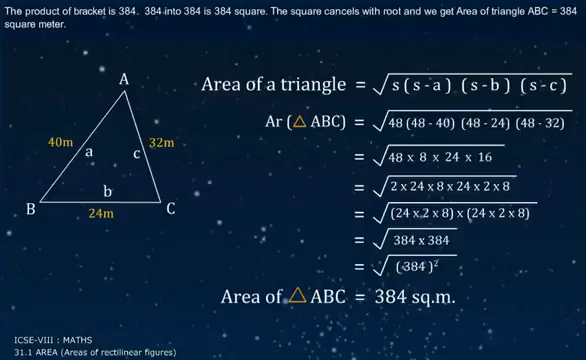 The product of bracket is 384.  384 into 384 is 384 square. The square cancels with root and we get Area of triangle ABC = 384
square meter.
A
40m
a
c
32m
b
B
24m
C
Area of a triangle = √s ( s - a ) ( s - b ) ( s - c )
Ar (△ ABC) = √48 (48 - 40) (48 - 24) (48 - 32)
= √48 x 8 x 24 x 16
= √2 x 24 x 8 x 24 x 2 x 8
= √(24 x 2 x 8) x (24 x 2 x 8)
= √384 x 384
= √(384)²
Area of △ ABC = 384 sq.m.
ICSE-VIII : MATHS
31.1 AREA (Areas of rectilinear figures)